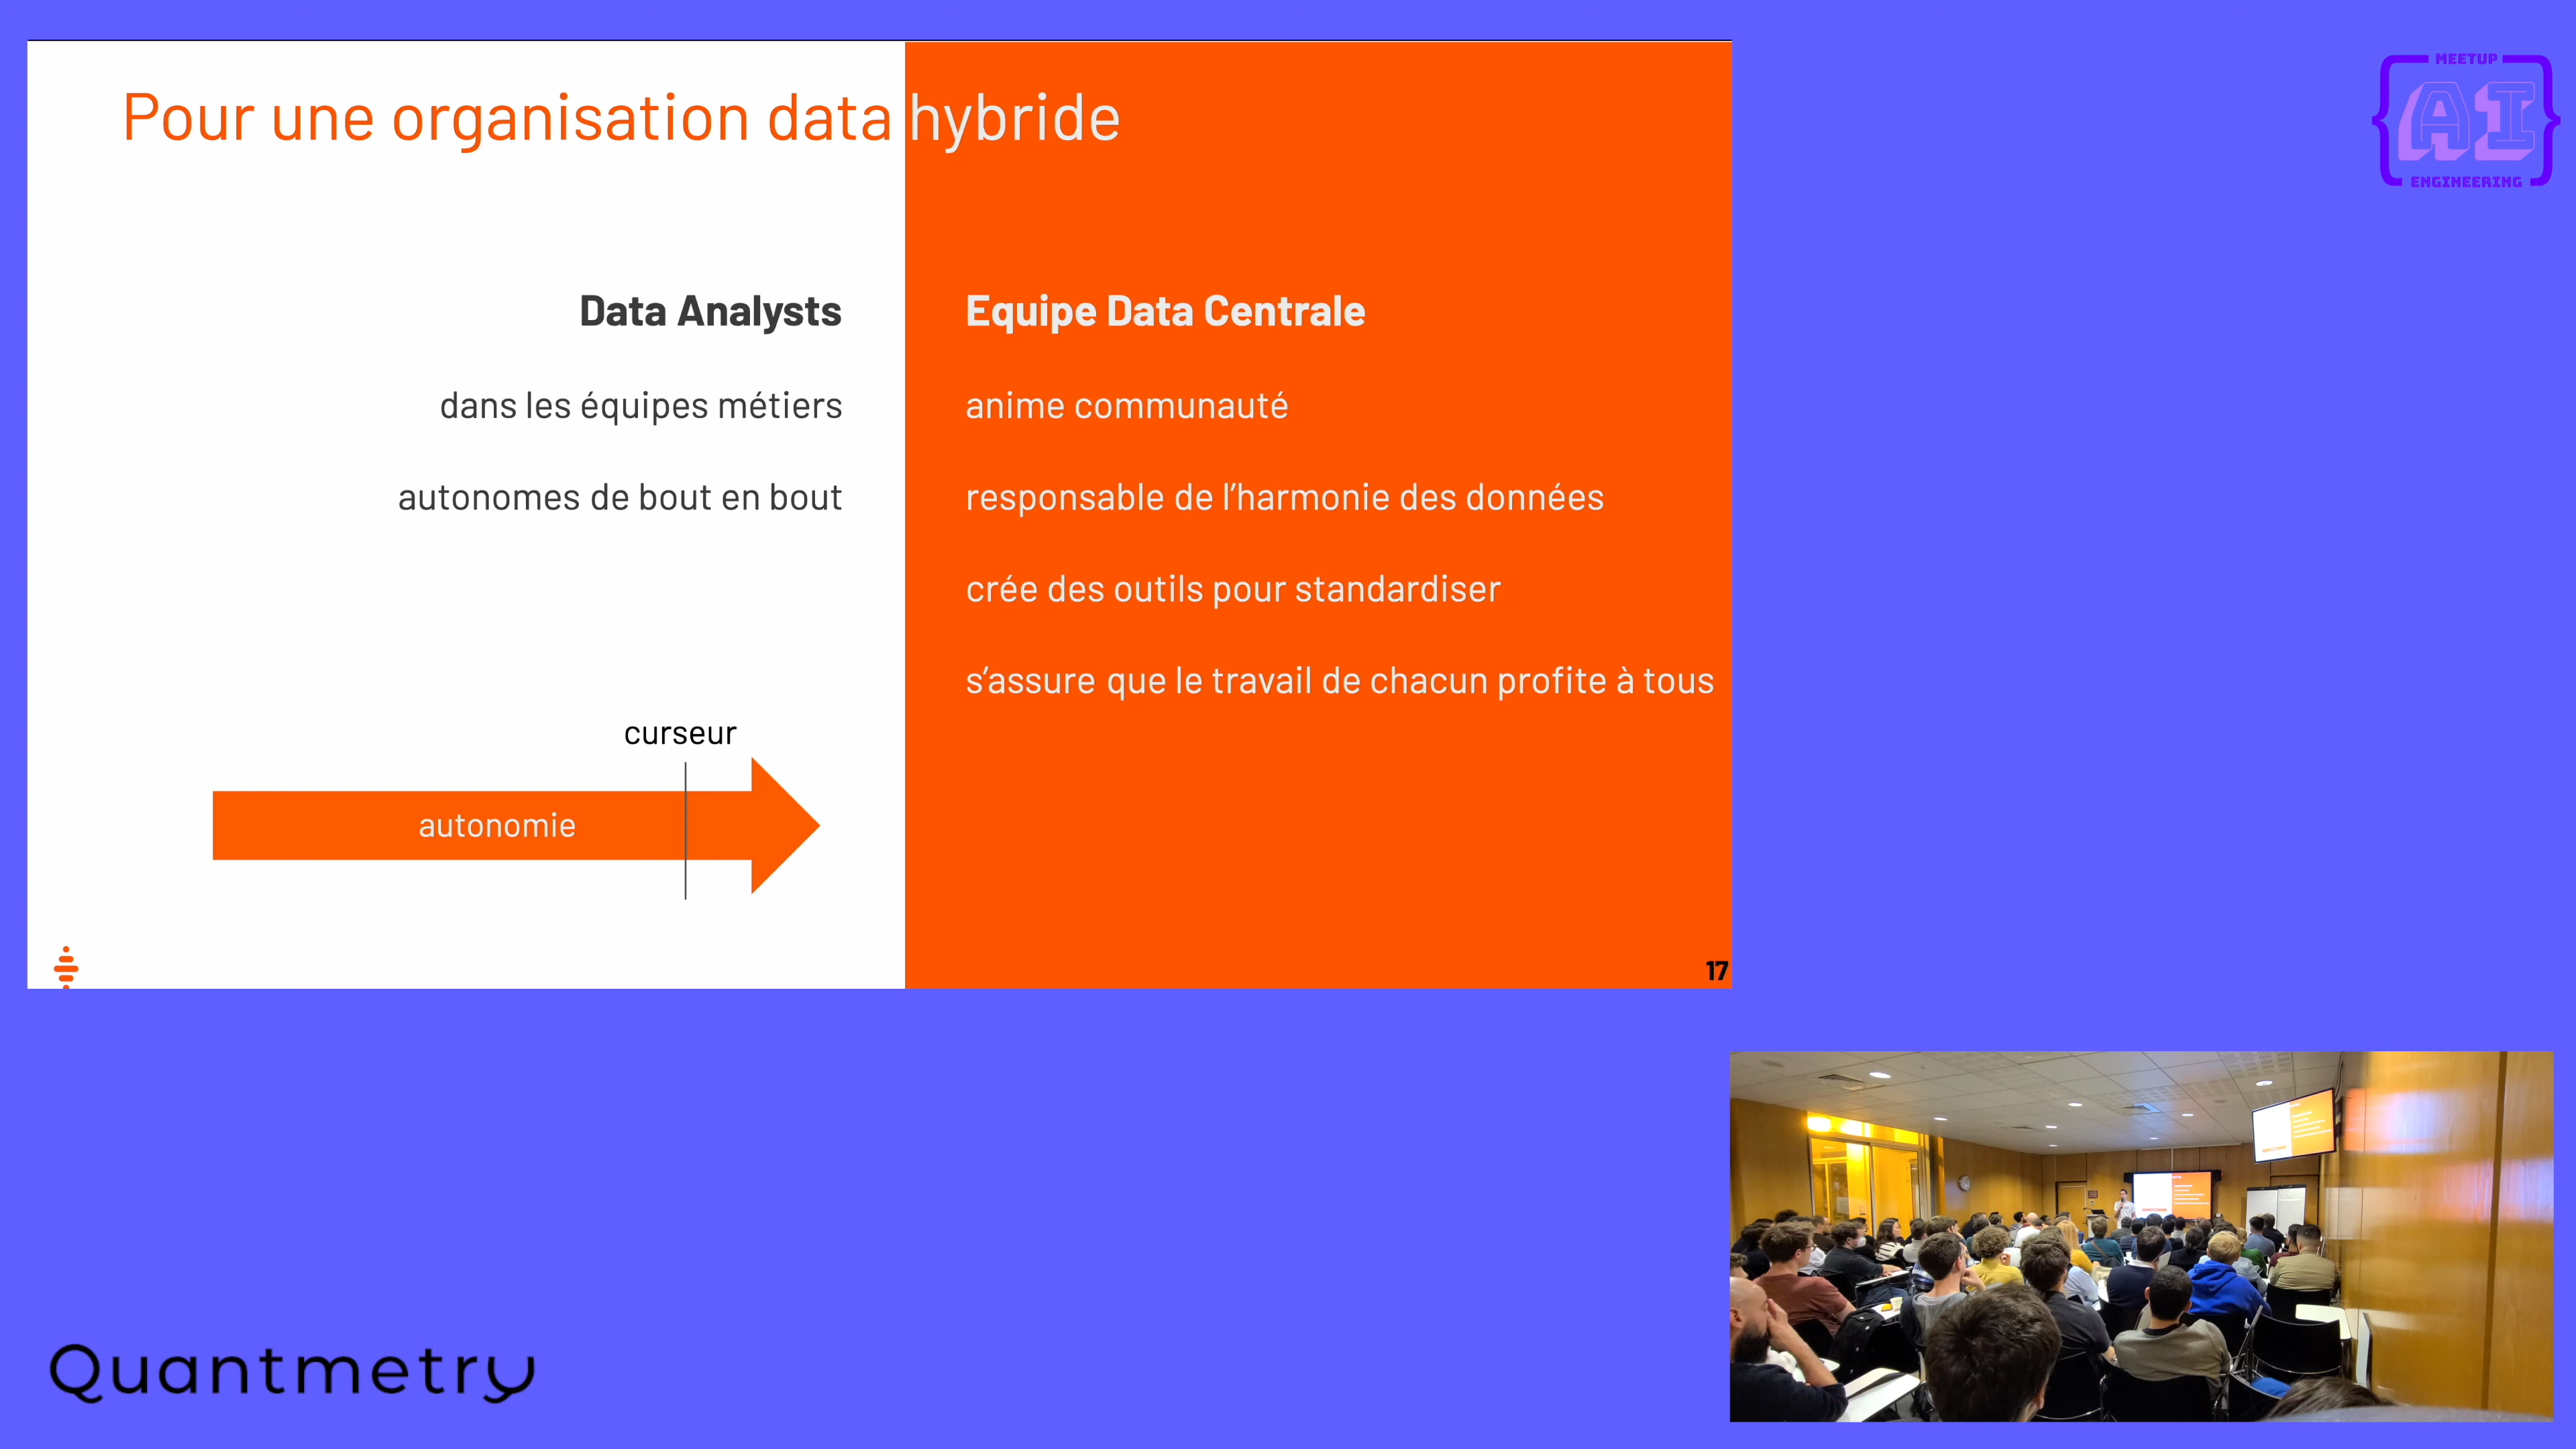 Pour une organisation data hybride
Data Analysts
dans les équipes métiers
autonomes de bout en bout
curseur
autonomie
Equipe Data Centrale
anime communauté
responsable de l'harmonie des données
crée des outils pour standardiser
s'assure que le travail de chacun profite à tous
17
MEETUP
AI
ENGINEERING
Quantmetry